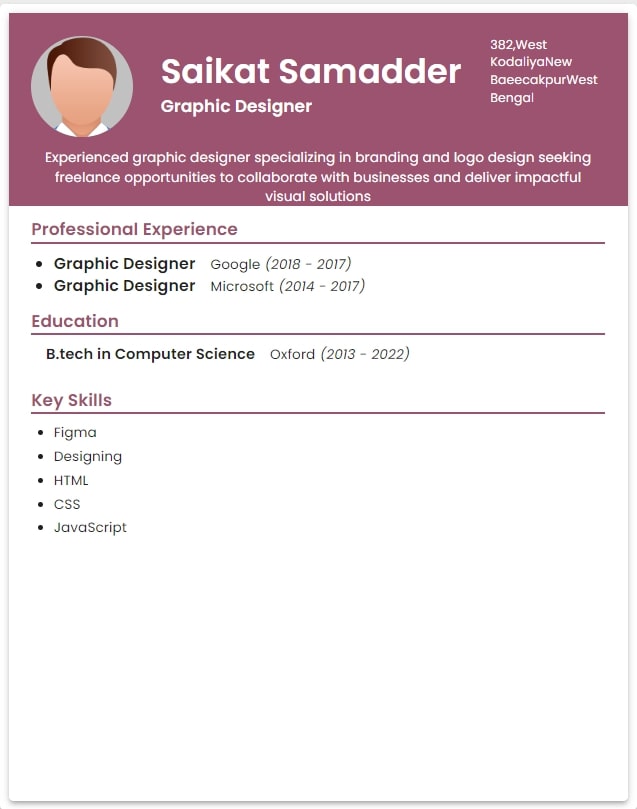 Saikat Samadder
Graphic Designer
382,West
KodaliyaNew
BaeecakpurWest
Bengal
Experienced graphic designer specializing in branding and logo design seeking
freelance opportunities to collaborate with businesses and deliver impactful
visual solutions
Professional Experience
Graphic Designer Google (2018 - 2017)
Graphic Designer Microsoft (2014 - 2017)
Education
B.tech in Computer Science Oxford (2013 - 2022)
Key Skills
Figma
Designing
HTML
CSS
JavaScript